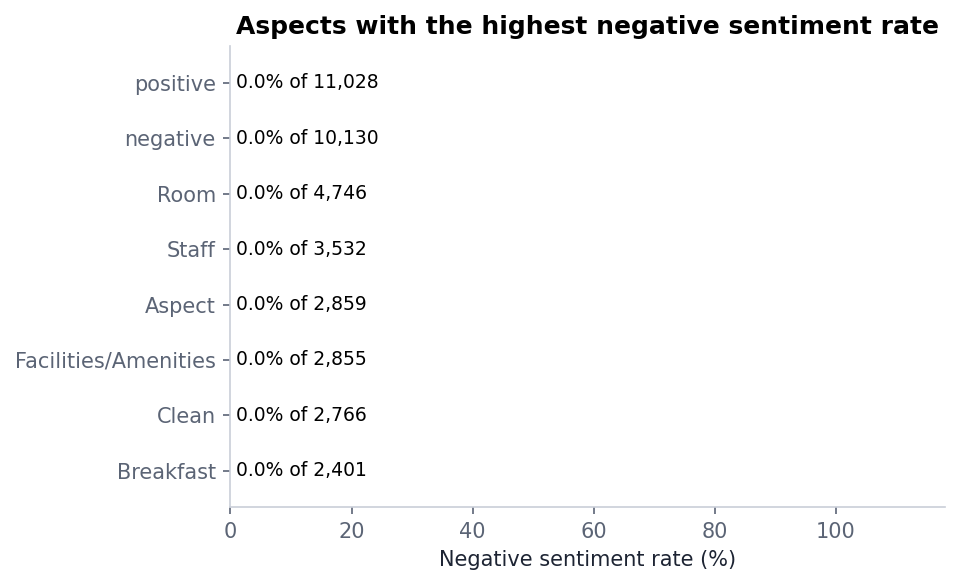 Aspects with the highest negative sentiment rate
positive 0.0% of 11,028
negative 0.0% of 10,130
Room 0.0% of 4,746
Staff 0.0% of 3,532
Aspect 0.0% of 2,859
Facilities/Amenities 0.0% of 2,855
Clean 0.0% of 2,766
Breakfast 0.0% of 2,401
0 20 40 60 80 100
Negative sentiment rate (%)